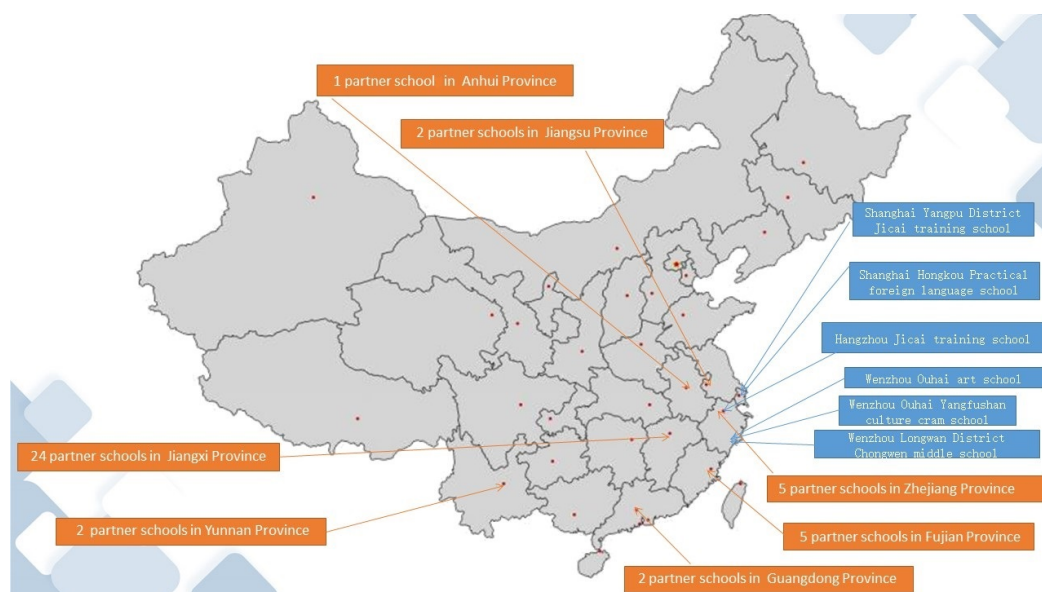 1 partner school in Anhui Province
2 partner schools in Jiangsu Province
Shanghai Yangpu District
Jicai training school
Shanghai Hongkou Practical
foreign language school
Hangzhou Jicai training school
Wenzhou Ouhai art school
Wenzhou Ouhai Yangfushan
culture cram school
Wenzhou Longwan District
Chongwen middle school
24 partner schools in Jiangxi Province
5 partner schools in Zhejiang Province
2 partner schools in Yunnan Province
5 partner schools in Fujian Province
2 partner schools in Guangdong Province